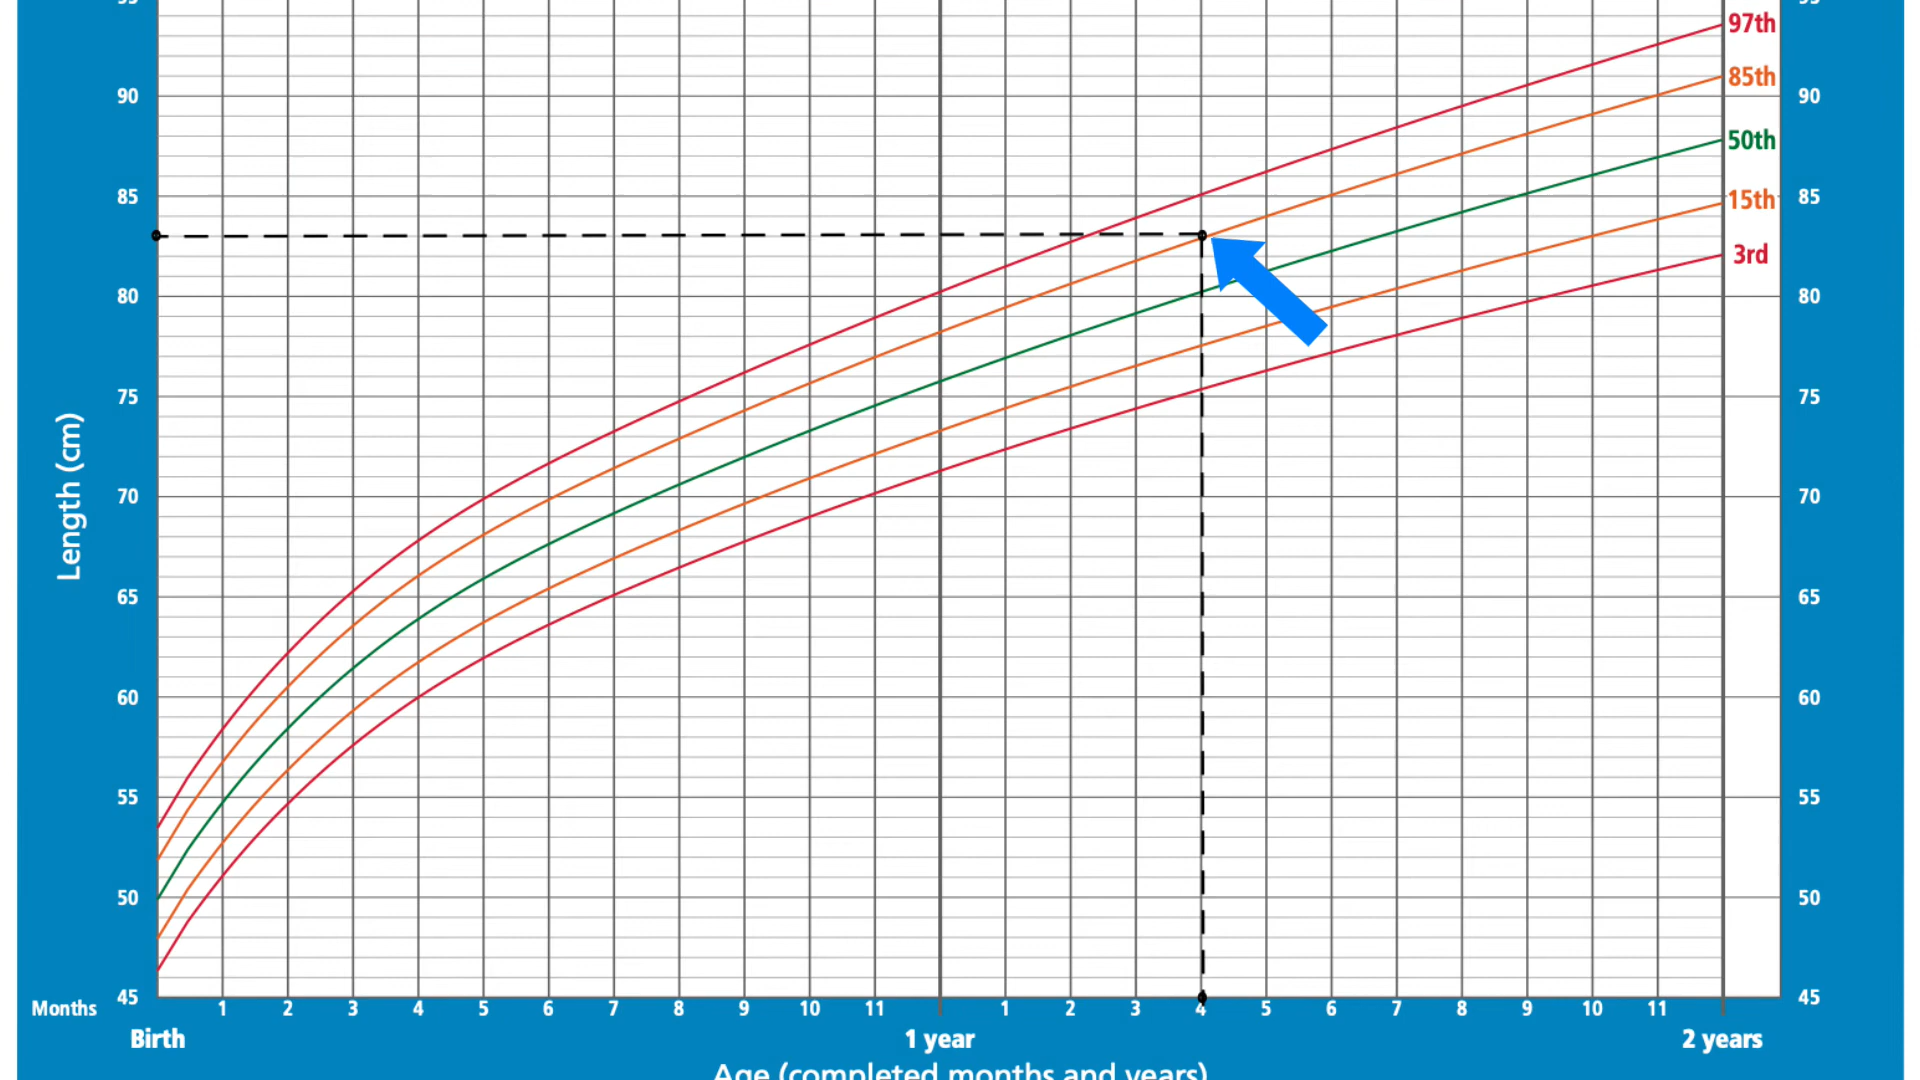 95 95
97th
85th
90 90
50th
85 15th 85
3rd
80 80
75 75
Length (cm)
70 70
65 65
60 60
55 55
50 50
45 45
Months 1 2 3 4 5 6 7 8 9 10 11 1 2 3 4 5 6 7 8 9 10 11
Birth 1 year 2 years
Age (completed months and years)